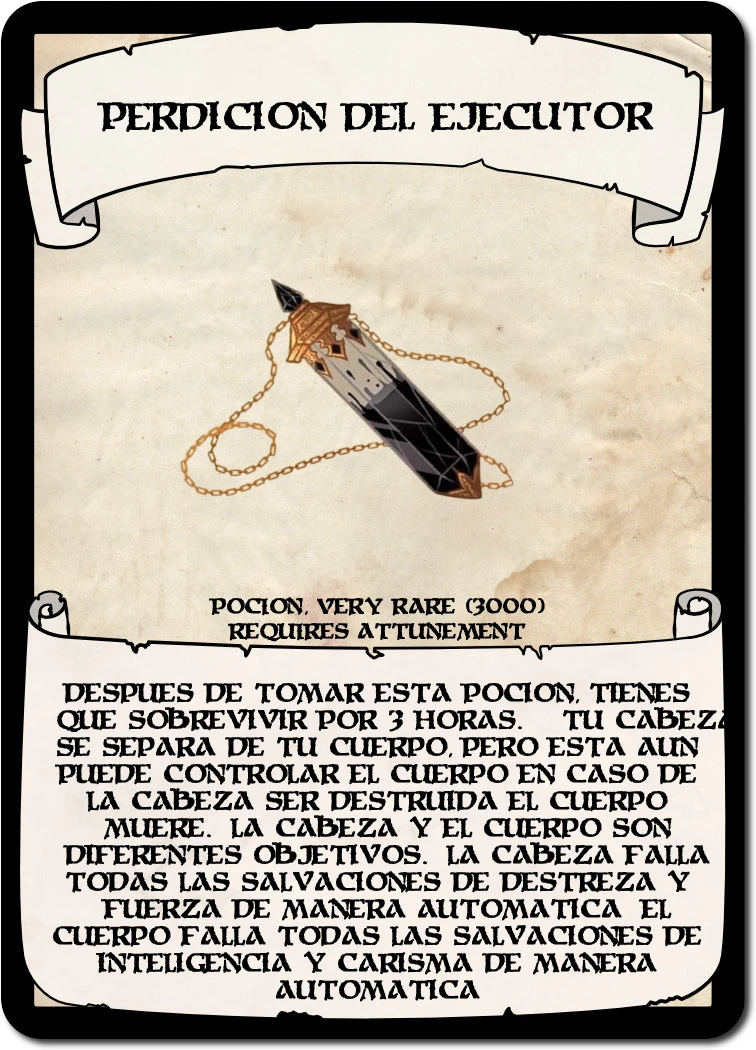 PERDICION DEL EJECUTOR
POCION, VERY RARE (3000)
REQUIRES ATTUNEMENT
DESPUES DE TOMAR ESTA POCION, TIENES
QUE SOBREVIVIR POR 3 HORAS. TU CABEZA
SE SEPARA DE TU CUERPO, PERO ESTA AUN
PUEDE CONTROLAR EL CUERPO EN CASO DE
LA CABEZA SER DESTRUIDA EL CUERPO
MUERE. LA CABEZA Y EL CUERPO SON
DIFERENTES OBJETIVOS. LA CABEZA FALLA
TODAS LAS SALVACIONES DE DESTREZA Y
FUERZA DE MANERA AUTOMATICA EL
CUERPO FALLA TODAS LAS SALVACIONES DE
INTELIGENCIA Y CARISMA DE MANERA
AUTOMATICA